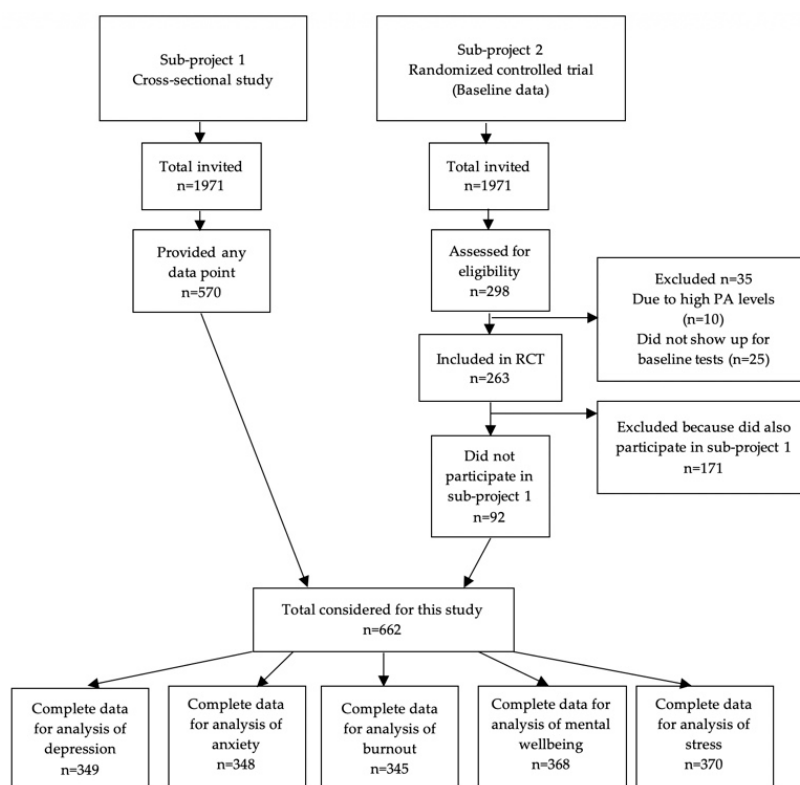 Sub-project 1
Cross-sectional study
Sub-project 2
Randomized controlled trial
(Baseline data)
Total invited
n=1971
Total invited
n=1971
Provided any
data point
n=570
Assessed for
eligibility
n=298
Excluded n=35
Due to high PA levels
(n=10)
Did not show up for
baseline tests (n=25)
Included in RCT
n=263
Excluded because did also
participate in sub-project 1
n=171
Did not
participate in
sub-project 1
n=92
Total considered for this study
n=662
Complete data
for analysis of
depression
n=349
Complete data
for analysis of
anxiety
n=348
Complete data
for analysis of
burnout
n=345
Complete data for
analysis of mental
wellbeing
n=368
Complete data
for analysis of
stress
n=370